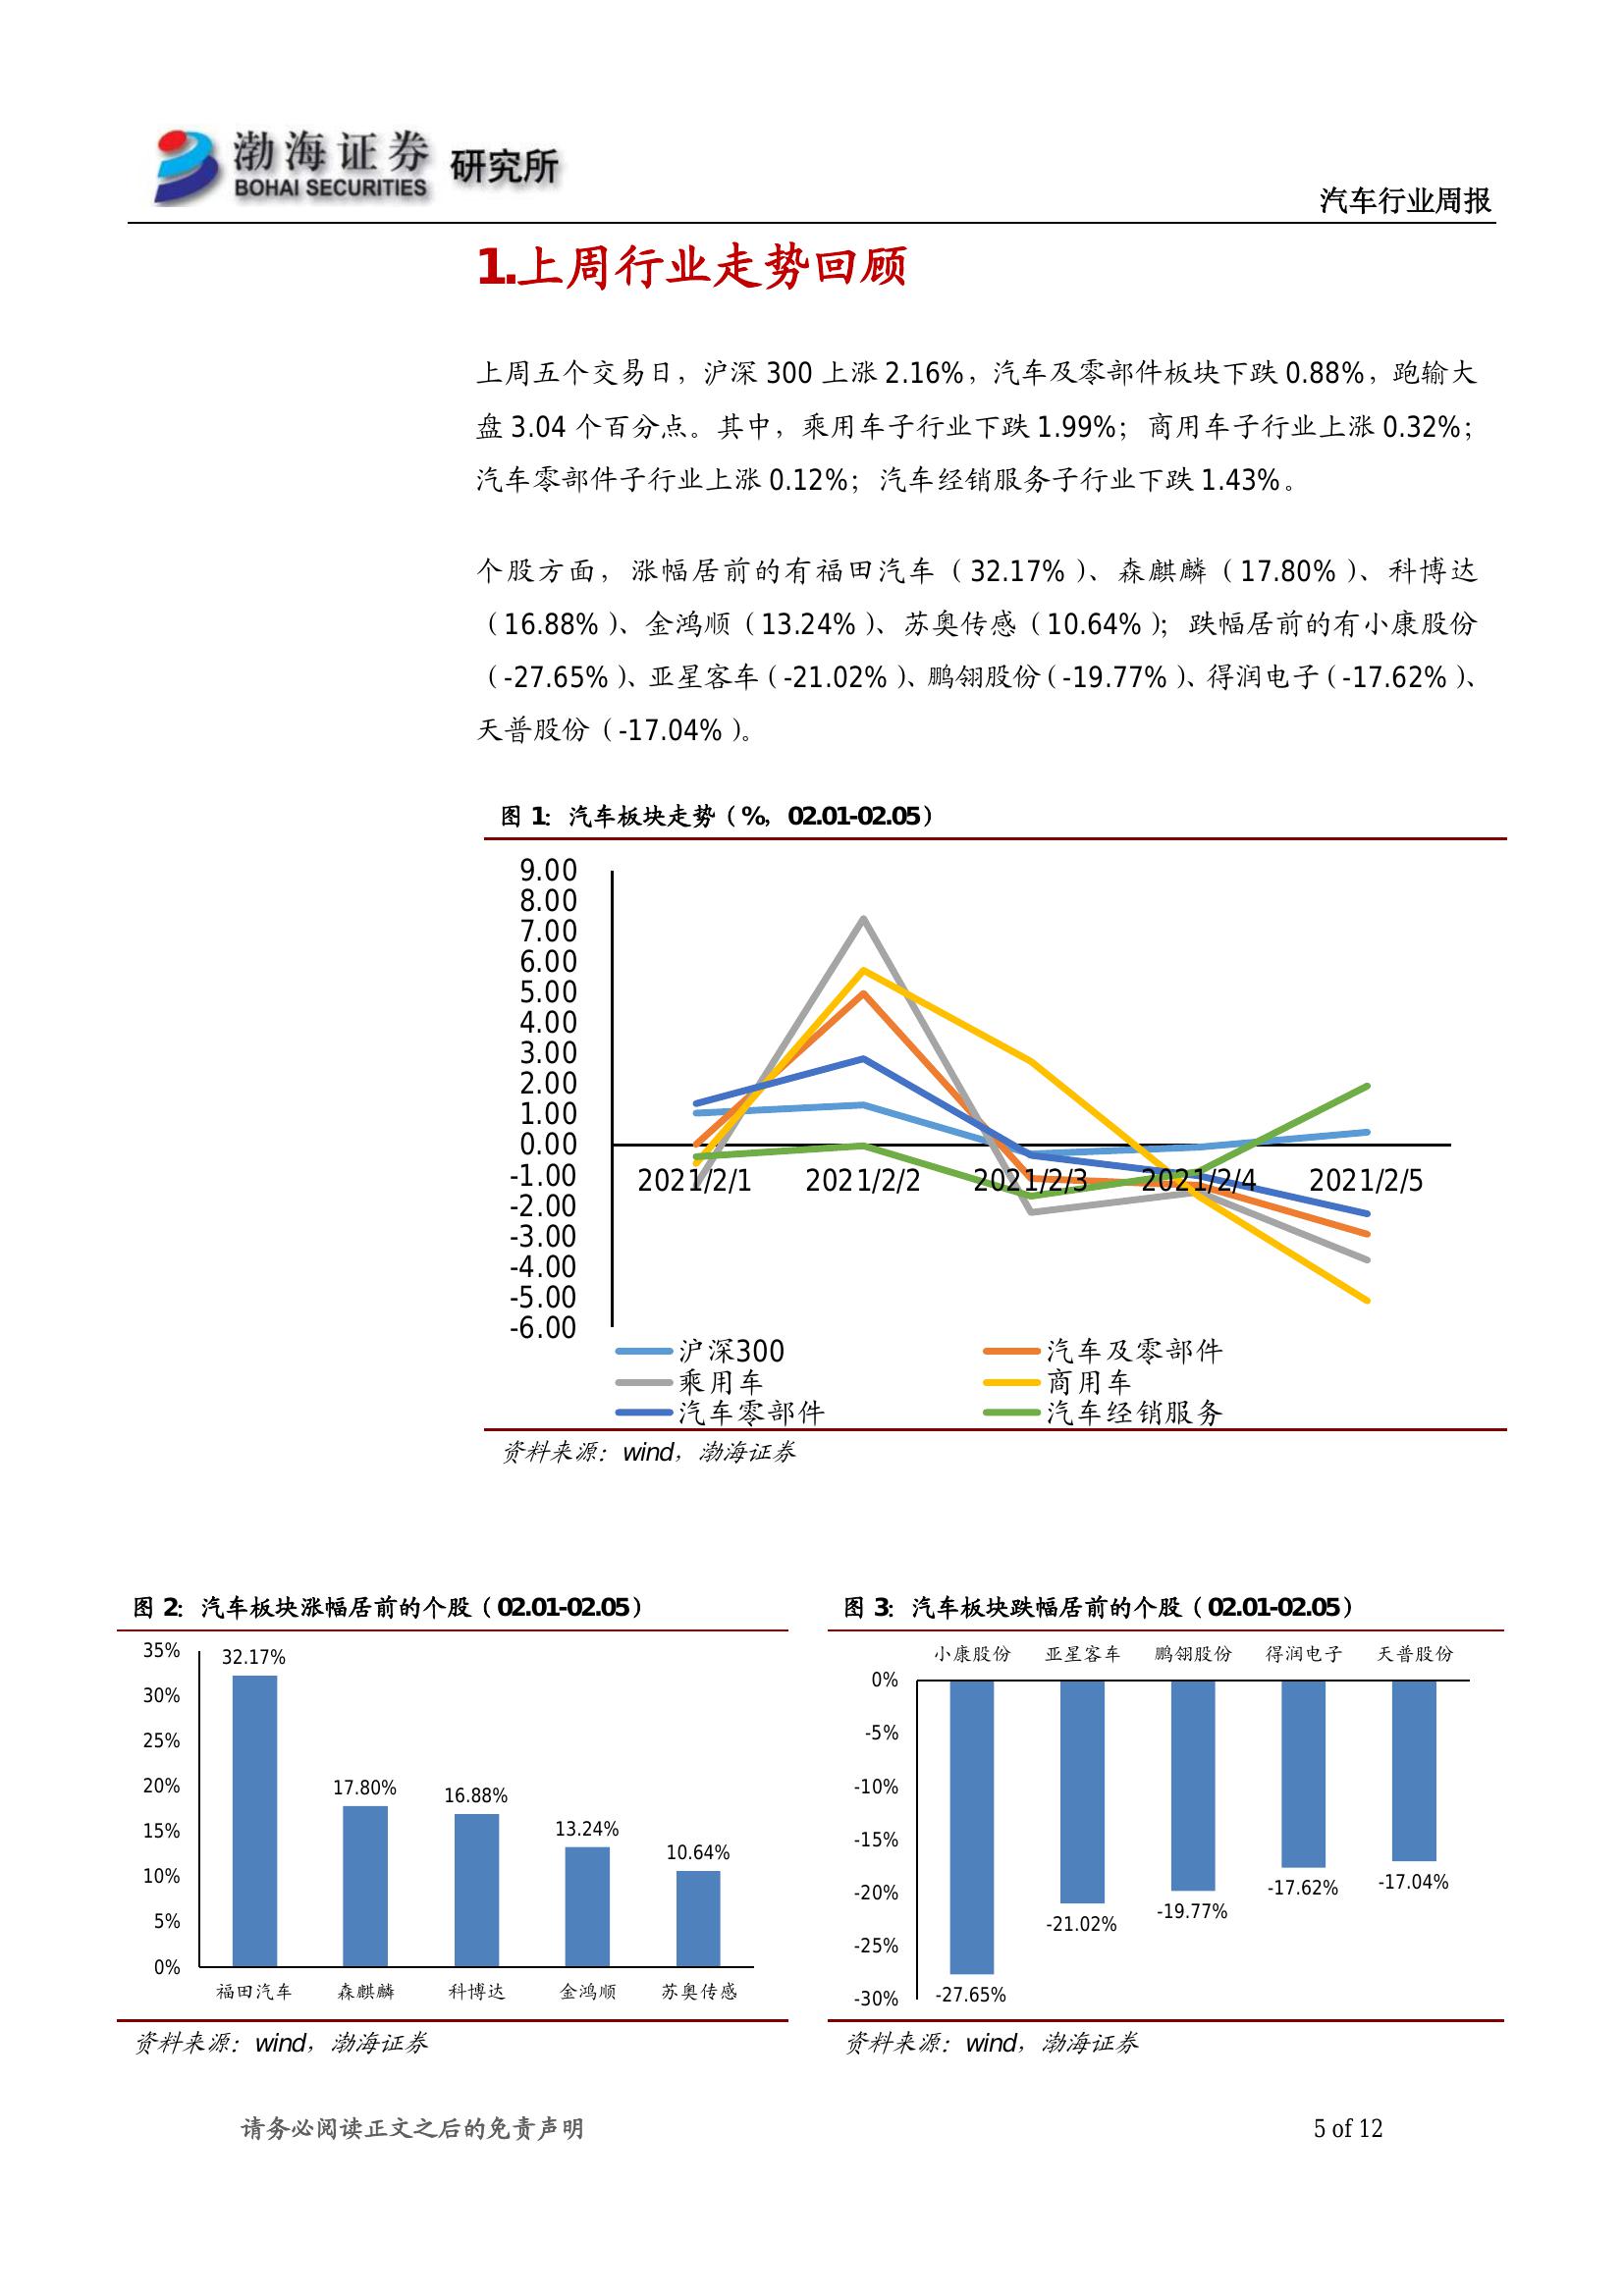 渤海证券 研究所
BOHAI SECURITIES
汽车行业周报
1.上周行业走势回顾
上周五个交易日，沪深 300 上涨 2.16%，汽车及零部件板块下跌 0.88%，跑输大
盘 3.04 个百分点。其中，乘用车子行业下跌 1.99%；商用车子行业上涨 0.32%；
汽车零部件子行业上涨 0.12%；汽车经销服务子行业下跌 1.43%。
个股方面，涨幅居前的有福田汽车（32.17%）、森麒麟（17.80%）、科博达
（16.88%）、金鸿顺（13.24%）、苏奥传感（10.64%）；跌幅居前的有小康股份
（-27.65%）、亚星客车（-21.02%）、鹏翎股份（-19.77%）、得润电子（-17.62%）、
天普股份（-17.04%）。
图 1：汽车板块走势（%，02.01-02.05）
9.00
8.00
7.00
6.00
5.00
4.00
3.00
2.00
1.00
0.00
-1.00
-2.00
-3.00
-4.00
-5.00
-6.00
2021/2/1 2021/2/2 2021/2/3 2021/2/4 2021/2/5
沪深300 汽车及零部件
乘用车 商用车
汽车零部件 汽车经销服务
资料来源：wind，渤海证券
图 2：汽车板块涨幅居前的个股（02.01-02.05）
35%
30%
25%
20%
15%
10%
5%
0%
32.17%
17.80%
16.88%
13.24%
10.64%
福田汽车 森麒麟 科博达 金鸿顺 苏奥传感
资料来源：wind，渤海证券
图 3：汽车板块跌幅居前的个股（02.01-02.05）
小康股份 亚星客车 鹏翎股份 得润电子 天普股份
0%
-5%
-10%
-15%
-20%
-25%
-30%
-27.65%
-21.02%
-19.77%
-17.62%
-17.04%
资料来源：wind，渤海证券
请务必阅读正文之后的免责声明 5 of 12